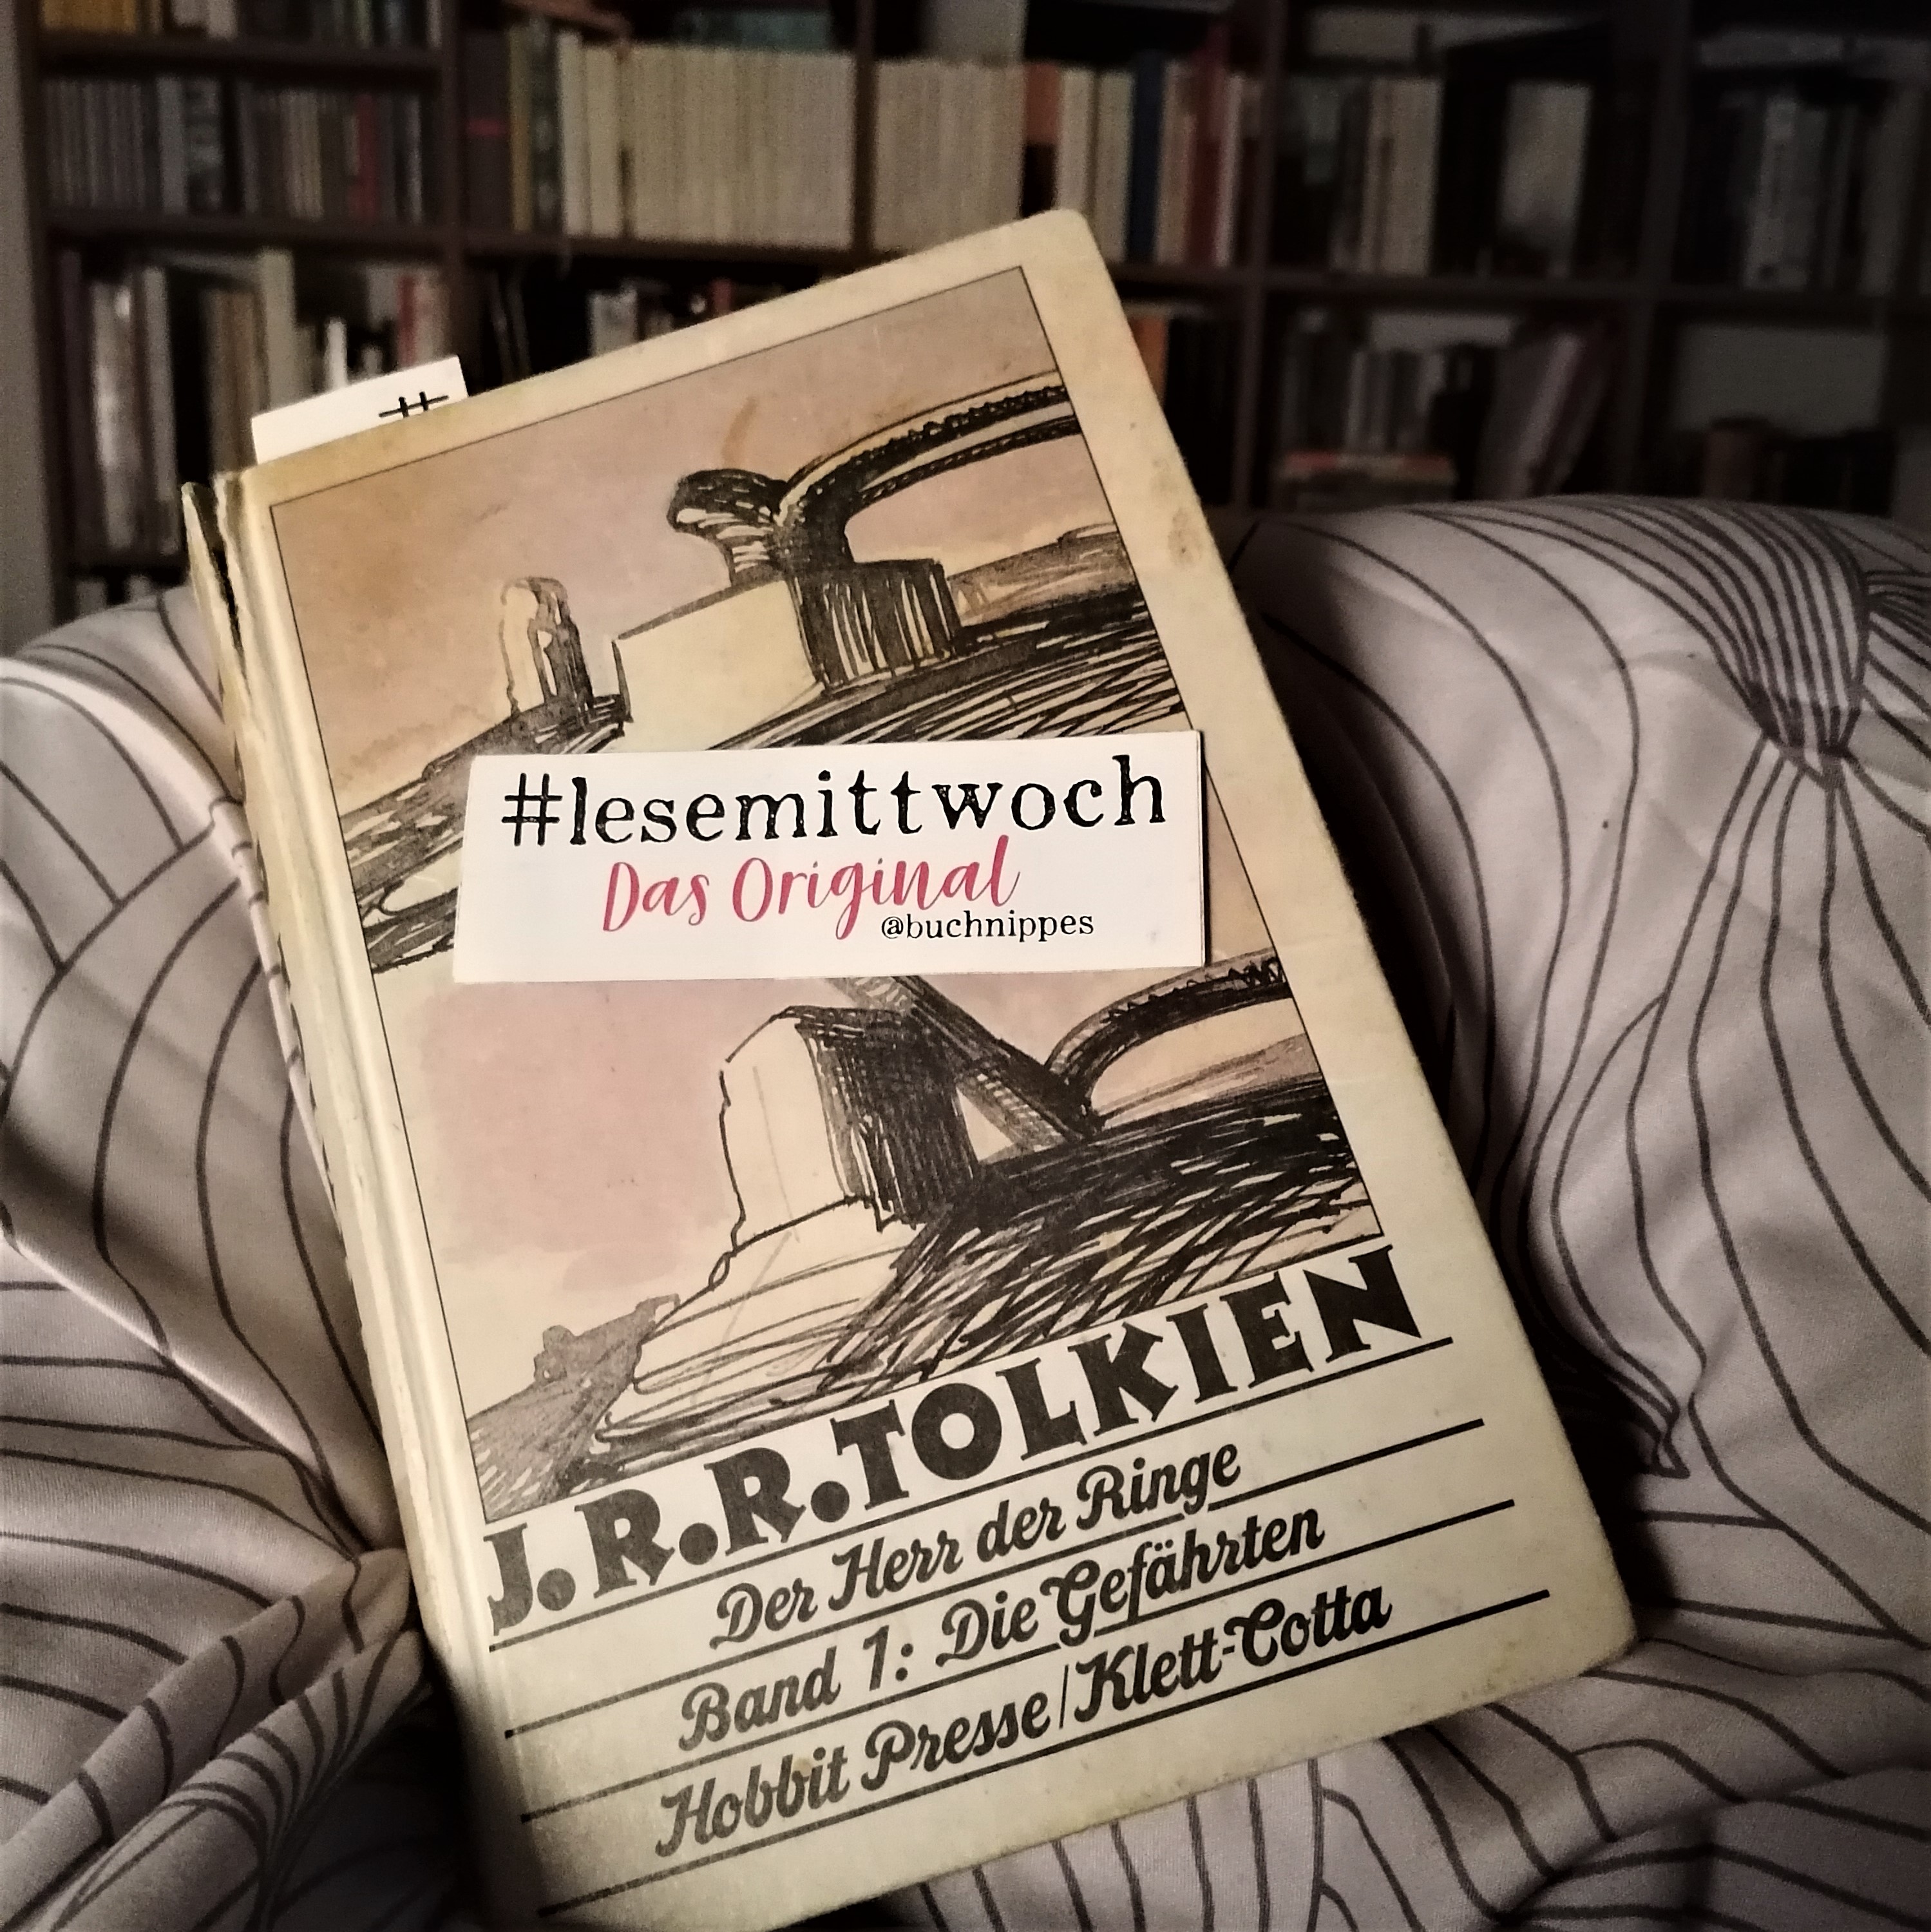 #
#lesemittwoch
Das Original
@buchnippes
J.R.R.TOLKIEN
Der Herr der Ringe
Band 1: Die Gefährten
Hobbit Presse/Klett-Cotta